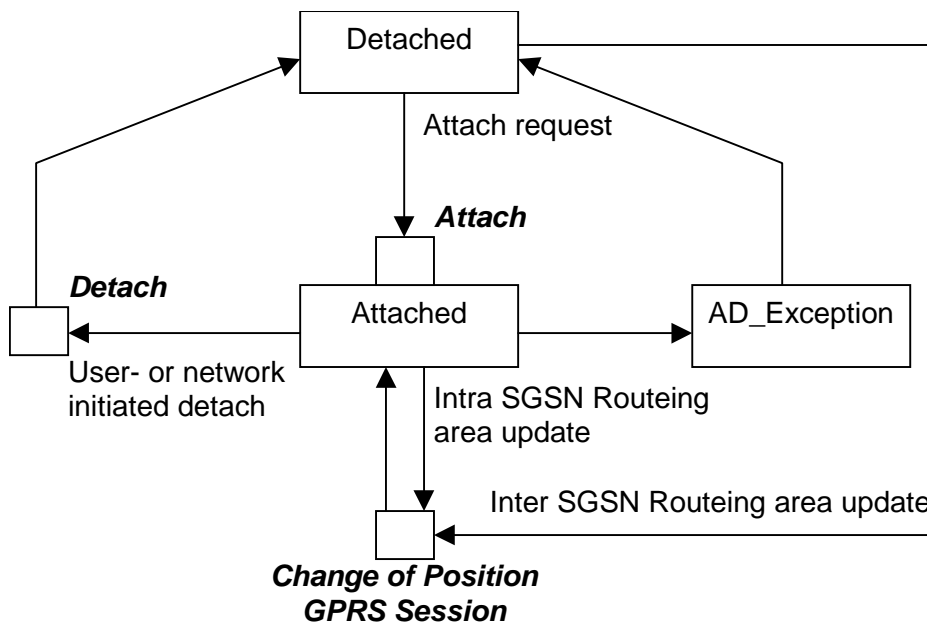 Detached
Attach request
Attach
Detach
Attached
AD_Exception
User- or network
initiated detach
Intra SGSN Routeing
area update
Inter SGSN Routeing area update
Change of Position
GPRS Session